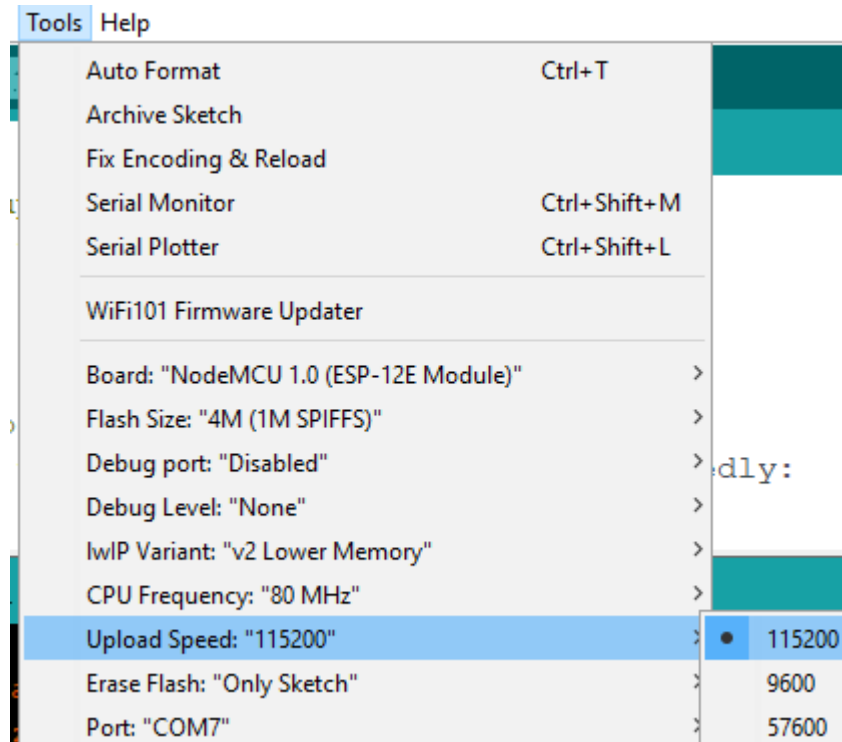 Tools Help
Auto Format Ctrl+T
Archive Sketch
Fix Encoding & Reload
Serial Monitor Ctrl+Shift+M
Serial Plotter Ctrl+Shift+L
WiFi101 Firmware Updater
Board: "NodeMCU 1.0 (ESP-12E Module)"
Flash Size: "4M (1M SPIFFS)"
Debug port: "Disabled"
dly:
Debug Level: "None"
lwIP Variant: "v2 Lower Memory"
CPU Frequency: "80 MHz"
Upload Speed: "115200"
115200
Erase Flash: "Only Sketch"
9600
Port: "COM7"
57600